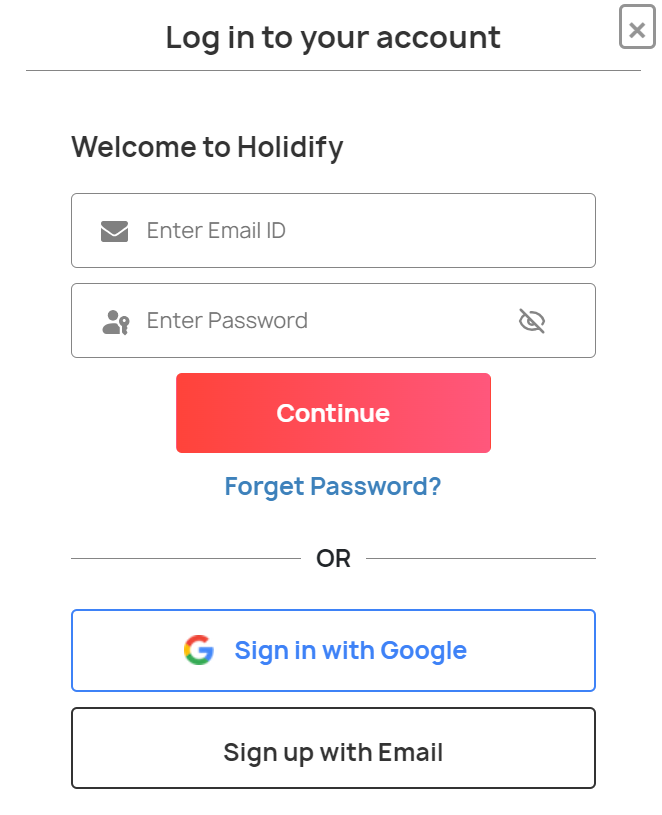 Log in to your account
Welcome to Holidify
Enter Email ID
Enter Password
Continue
Forget Password?
OR
Sign in with Google
Sign up with Email